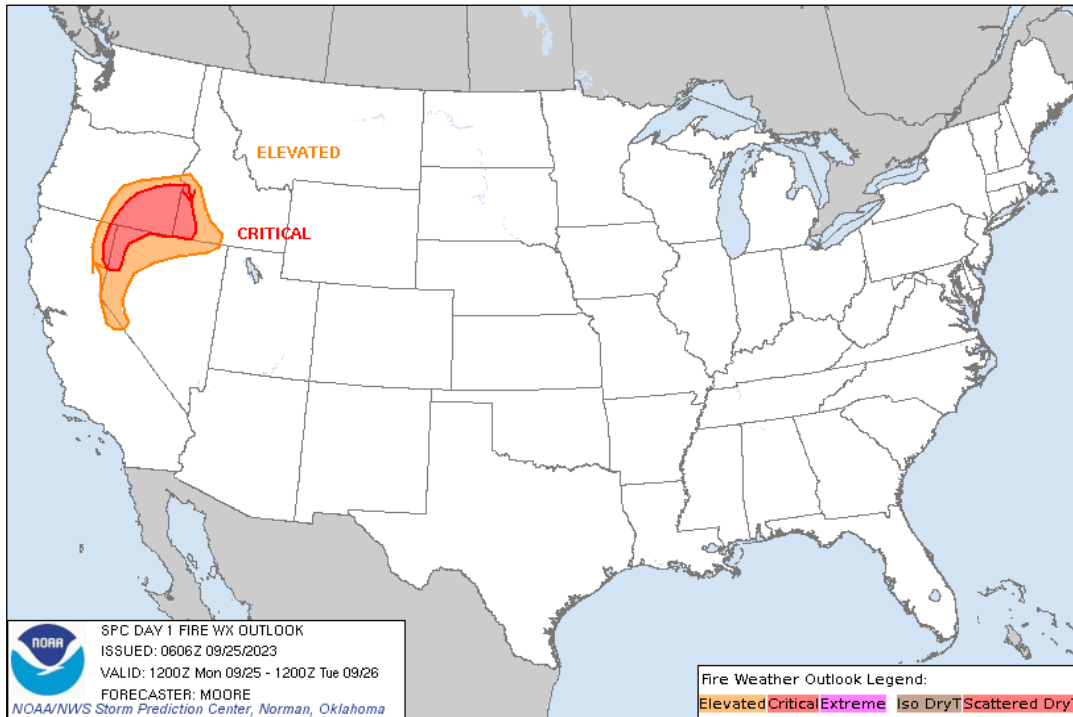 ELEVATED
CRITICAL
NOAA
SPC DAY 1 FIRE WX OUTLOOK
ISSUED: 0606Z 09/25/2023
VALID: 1200Z Mon 09/25 - 1200Z Tue 09/26
FORECASTER: MOORE
NOAA/NWS Storm Prediction Center, Norman, Oklahoma
Fire Weather Outlook Legend:
Elevated Critical Extreme Iso DryT Scattered DryT